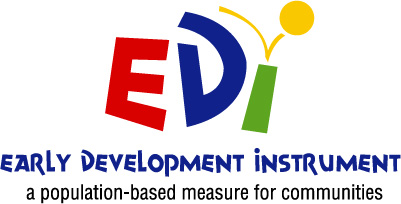 EDi
EARLY DEVELOPMENT iNSTRUMENT
a population-based measure for communities